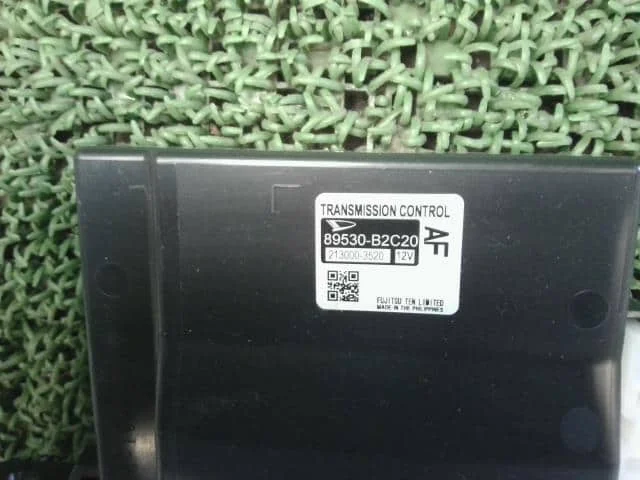 TRANSMISSION CONTROL
89530-B2C20
AF
213000-3520 12V
FUJITSU TEN LIMITED
MADE IN THE PHILIPPINES